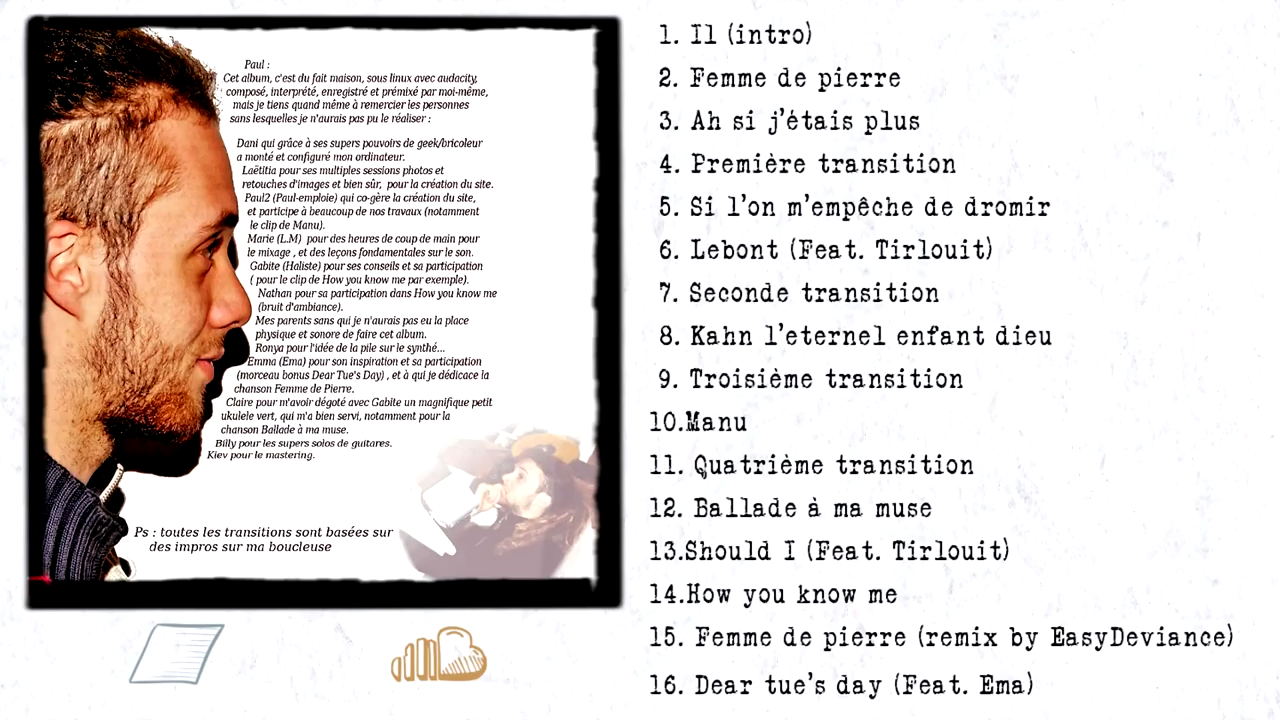 Paul :
Cet album, c'est du fait maison, sous linux avec audacity,
composé, interprété, enregistré et prémixé par moi-même,
mais je tiens quand même à remercier les personnes
sans lesquelles je n'aurais pas pu le réaliser :
Dani qui grâce à ses supers pouvoirs de geek/bricoleur
a monté et configuré mon ordinateur.
Laëtitia pour ses multiples sessions photos et
retouches d'images et bien sûr, pour la création du site.
Paul2 (Paul-emploie) qui co-gère la création du site,
et participe à beaucoup de nos travaux (notamment
le clip de Manu).
Marie (L.M) pour des heures de coup de main pour
le mixage , et des leçons fondamentales sur le son.
Gabite (Haliste) pour ses conseils et sa participation
( pour le clip de How you know me par exemple).
Nathan pour sa participation dans How you know me
(bruit d'ambiance).
Mes parents sans qui je n'aurais pas eu la place
physique et sonore de faire cet album.
Ronya pour l'idée de la pile sur le synthé...
Emma (Ema) pour son inspiration et sa participation
(morceau bonus Dear Tue's Day) , et à qui je dédicace la
chanson Femme de Pierre.
Claire pour m'avoir dégoté avec Gabite un magnifique petit
ukulele vert, qui m'a bien servi, notamment pour la
chanson Ballade à ma muse.
Billy pour les supers solos de guitares.
Kiev pour le mastering.
Ps : toutes les transitions sont basées sur
des impros sur ma boucleuse
1. Il (intro)
2. Femme de pierre
3. Ah si j'étais plus
4. Première transition
5. Si l'on m'empêche de dromir
6. Lebont (Feat. Tirlouit)
7. Seconde transition
8. Kahn l'eternel enfant dieu
9. Troisième transition
10.Manu
11. Quatrième transition
12. Ballade à ma muse
13.Should I (Feat. Tirlouit)
14.How you know me
15. Femme de pierre (remix by EasyDeviance)
16. Dear tue's day (Feat. Ema)